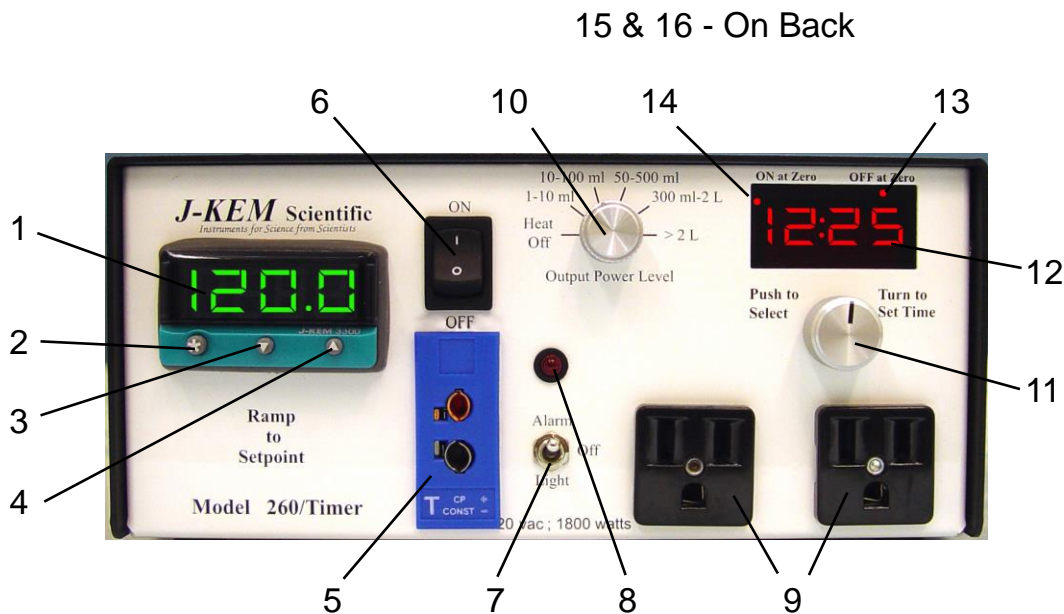 15 & 16 - On Back
6
10
14
13
1
2
3
4
5
7
8
9
11
12
J-KEM Scientific
Instruments for Science from Scientists
120.0
J-KEM 3300
Ramp
to
Setpoint
Model 260/Timer
ON
I
O
OFF
T CP +
CONST -
10-100 ml
50-500 ml
1-10 ml
300 ml-2 L
Heat
Off
> 2 L
Output Power Level
Alarm
Off
Light
20 vac ; 1800 watts
ON at Zero
OFF at Zero
12:25
Push to
Select
Turn to
Set Time